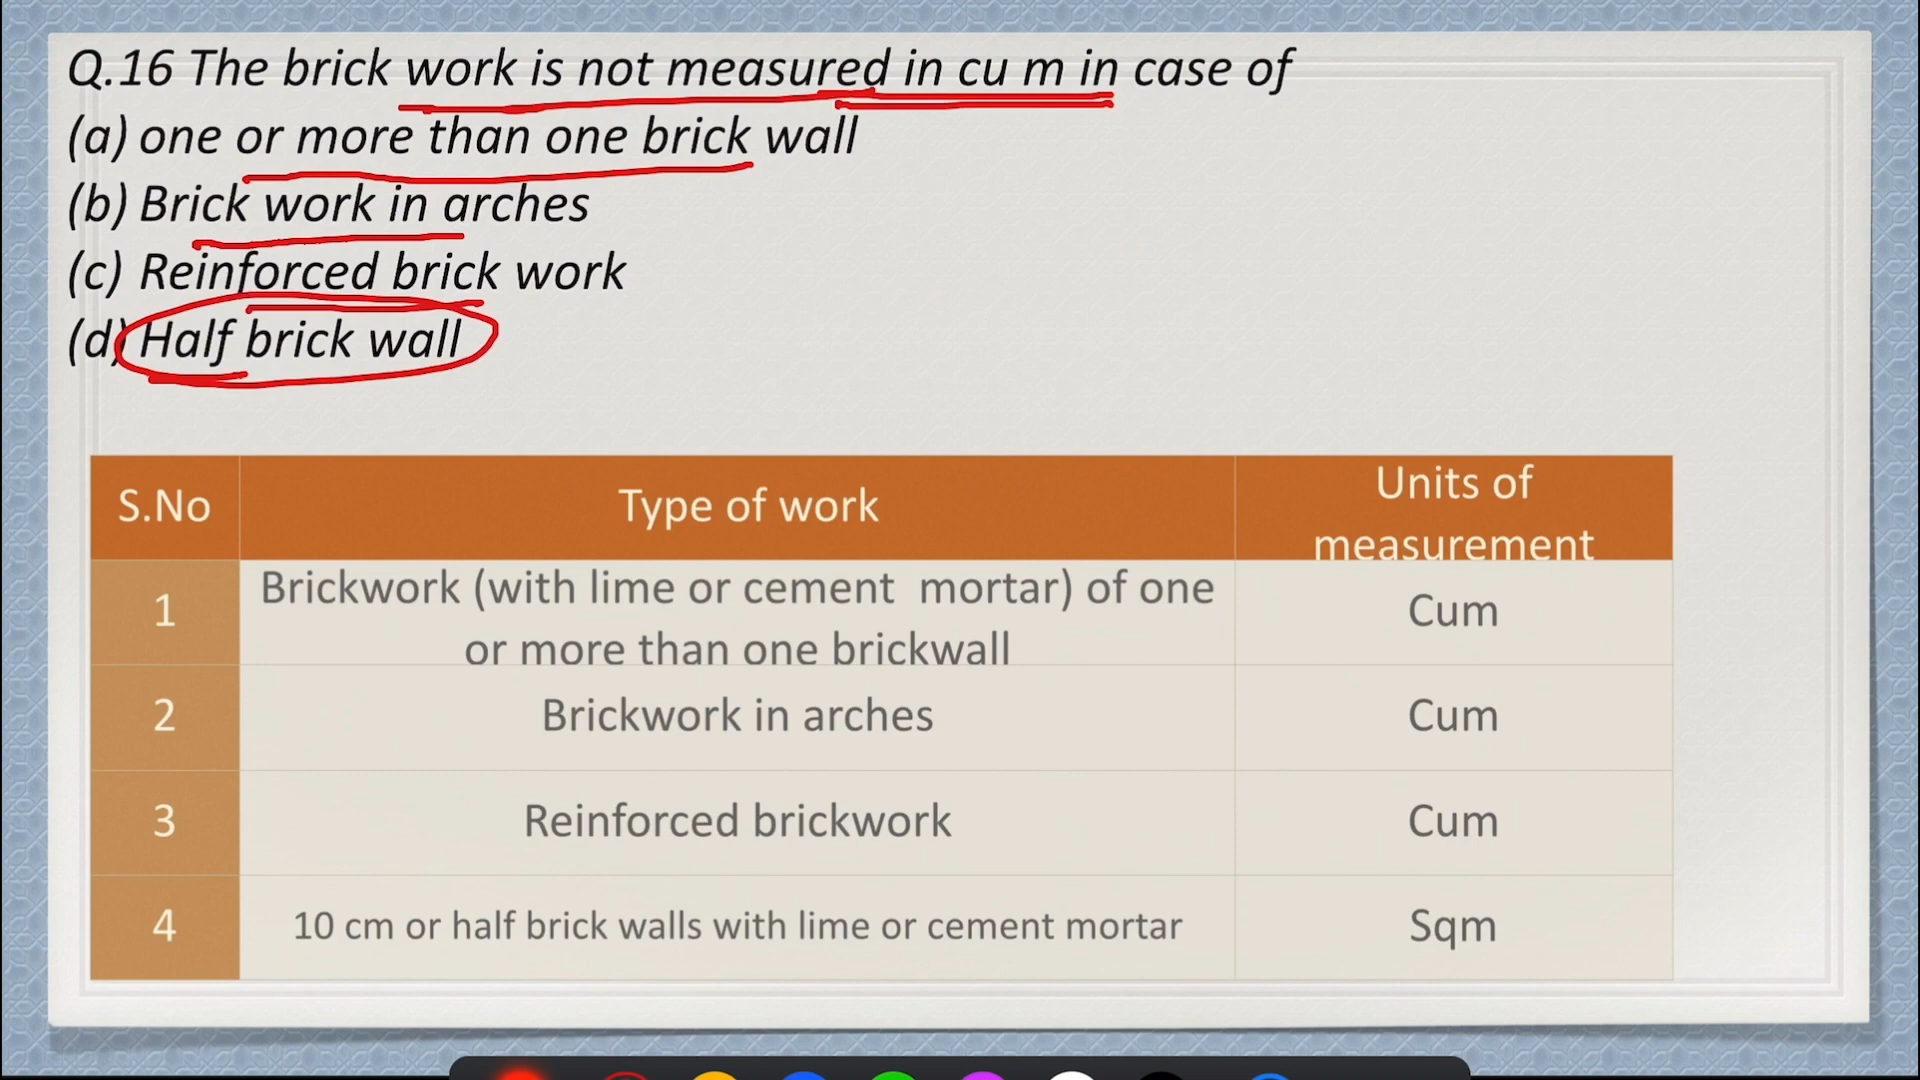 Q.16 The brick work is not measured in cu m in case of
(a) one or more than one brick wall
(b) Brick work in arches
(c) Reinforced brick work
(d) Half brick wall
S.No Type of work Units of measurement
1 Brickwork (with lime or cement mortar) of one or more than one brickwall Cum
2 Brickwork in arches Cum
3 Reinforced brickwork Cum
4 10 cm or half brick walls with lime or cement mortar Sqm